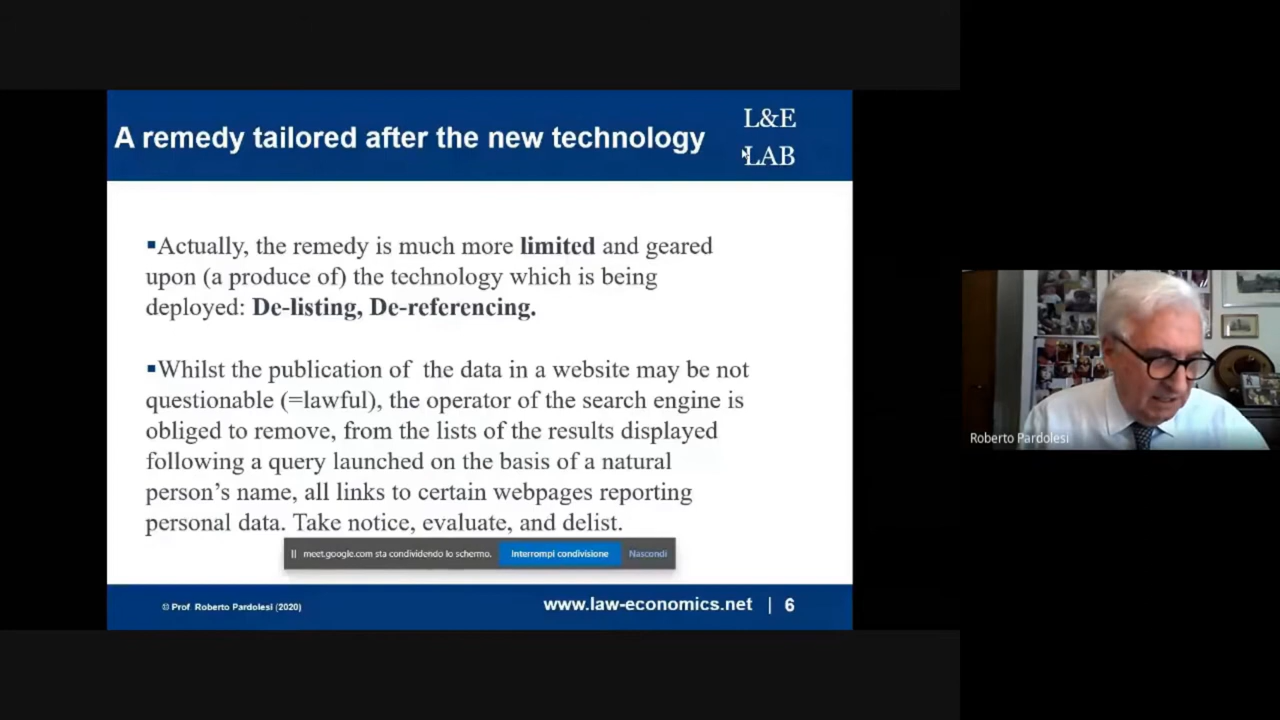 A remedy tailored after the new technology
L&E
LAB
▪Actually, the remedy is much more limited and geared
upon (a produce of) the technology which is being
deployed: De-listing, De-referencing.
▪Whilst the publication of the data in a website may be not
questionable (=lawful), the operator of the search engine is
obliged to remove, from the lists of the results displayed
following a query launched on the basis of a natural
person’s name, all links to certain webpages reporting
personal data. Take notice, evaluate, and delist.
meet.google.com sta condividendo lo schermo. Interrompi condivisione Nascondi
© Prof. Roberto Pardolesi (2020)
www.law-economics.net | 6
Roberto Pardolesi